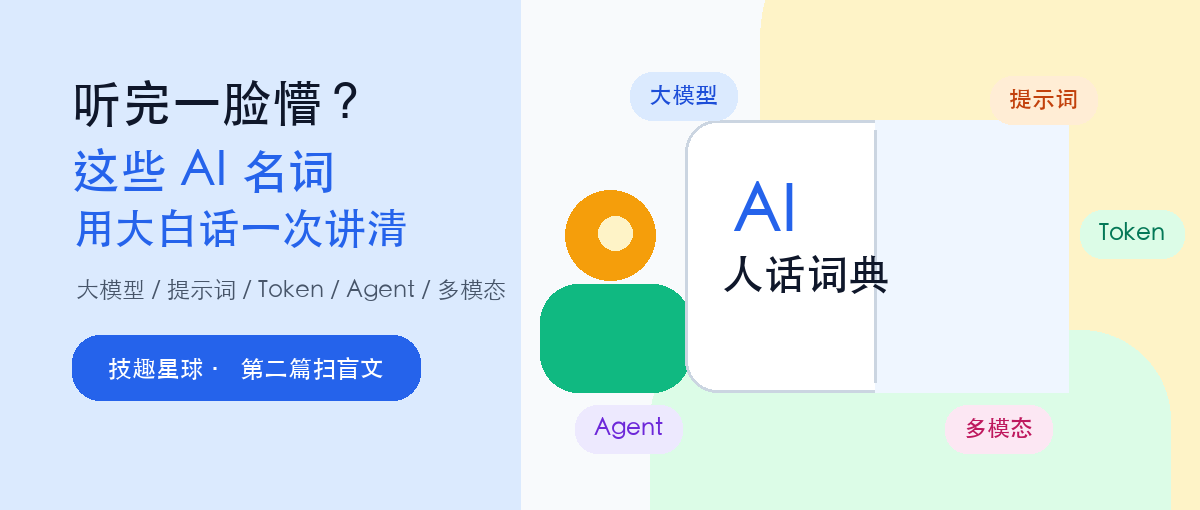 听完一脸懵？
这些 AI 名词
用大白话一次讲清
大模型 / 提示词 / Token / Agent / 多模态
技趣星球 · 第二篇扫盲文
大模型
提示词
AI
人话词典
Token
Agent
多模态